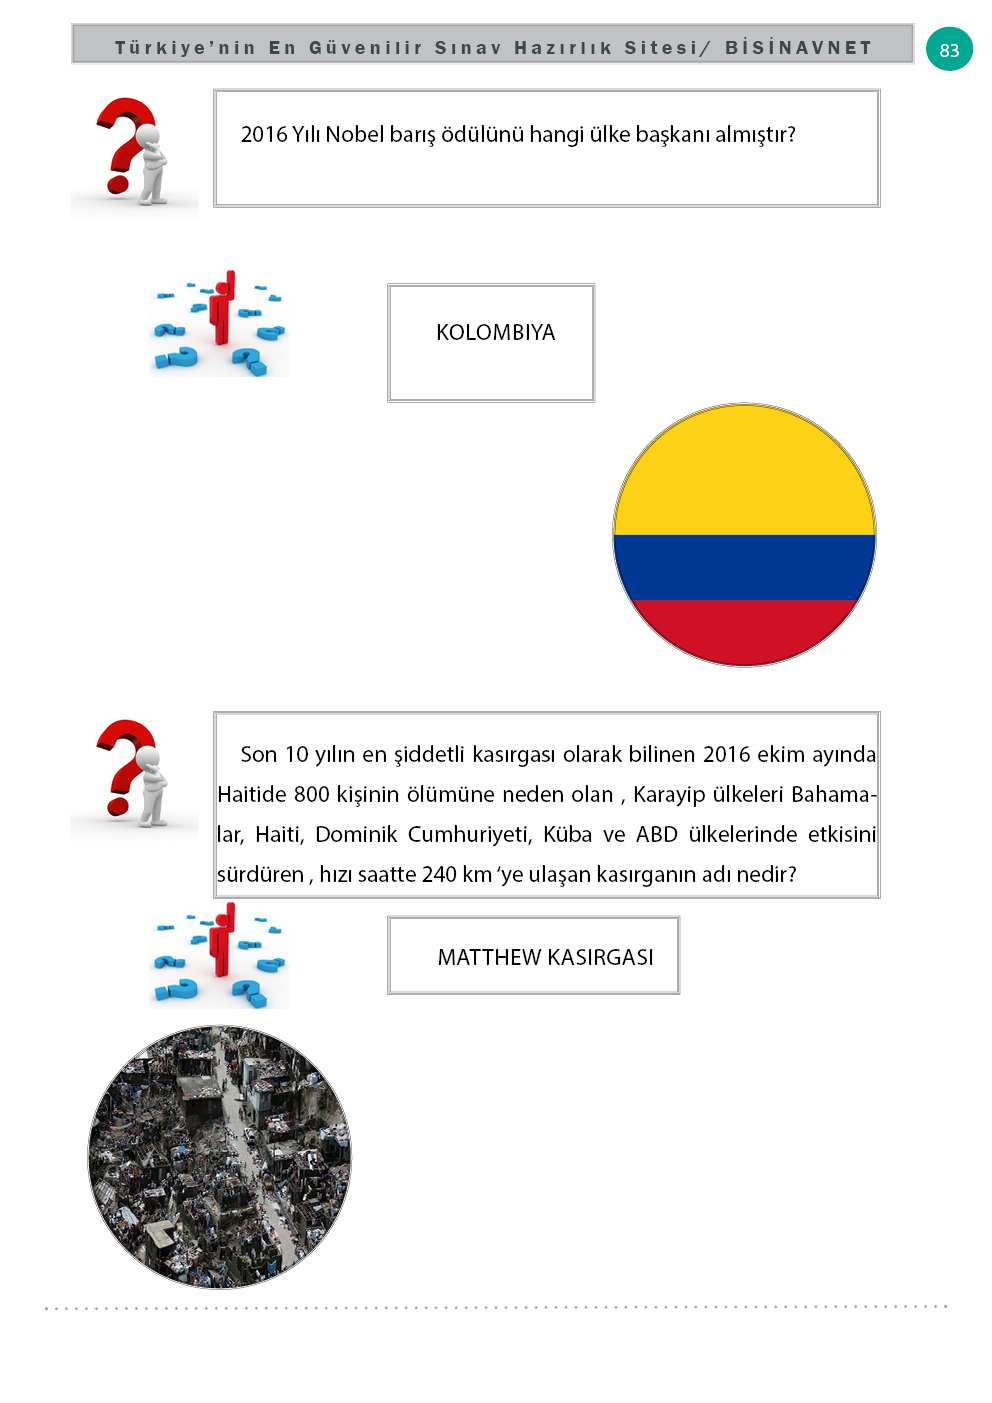 Türkiye'nin En Güvenilir Sınav Hazırlık Sitesi/ BİSİNAVNET
83
2016 Yılı Nobel barış ödülünü hangi ülke başkanı almıştır?
KOLOMBIYA
Son 10 yılın en şiddetli kasırgası olarak bilinen 2016 ekim ayında
Haitide 800 kişinin ölümüne neden olan , Karayip ülkeleri Bahama-
lar, Haiti, Dominik Cumhuriyeti, Küba ve ABD ülkelerinde etkisini
sürdüren , hızı saatte 240 km ‘ye ulaşan kasırganın adı nedir?
MATTHEW KASIRGASI